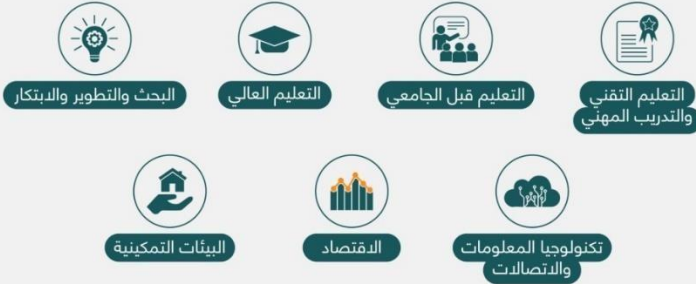 التعليم التقني
والتدريب المهني
التعليم قبل الجامعي
التعليم العالي
البحث والتطوير والابتكار
تكنولوجيا المعلومات
والاتصالات
الاقتصاد
البيئات التمكينية